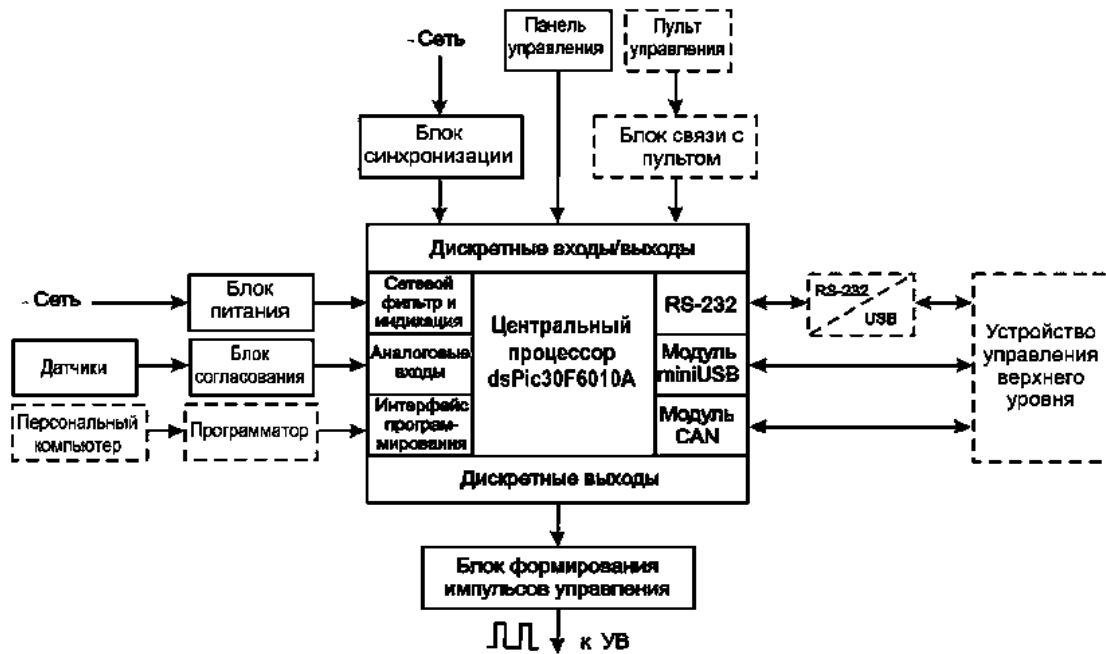 ~ Сеть
Панель
управления
Пульт
управления
Блок
синхронизации
Блок связи с
пультом
Дискретные входы/выходы
~ Сеть
Блок
питания
Сетевой
фильтр и
индикация
Центральный
процессор
dsPic30F6010A
RS-232
RS-232
USB
Устройство
управления
верхнего
уровня
Датчики
Блок
согласования
Аналоговые
входы
Модуль
miniUSB
Персональный
компьютер
Программатор
Интерфейс
програм-
мирования
Модуль
CAN
Дискретные выходы
Блок формирования
импульсов управления
к УВ